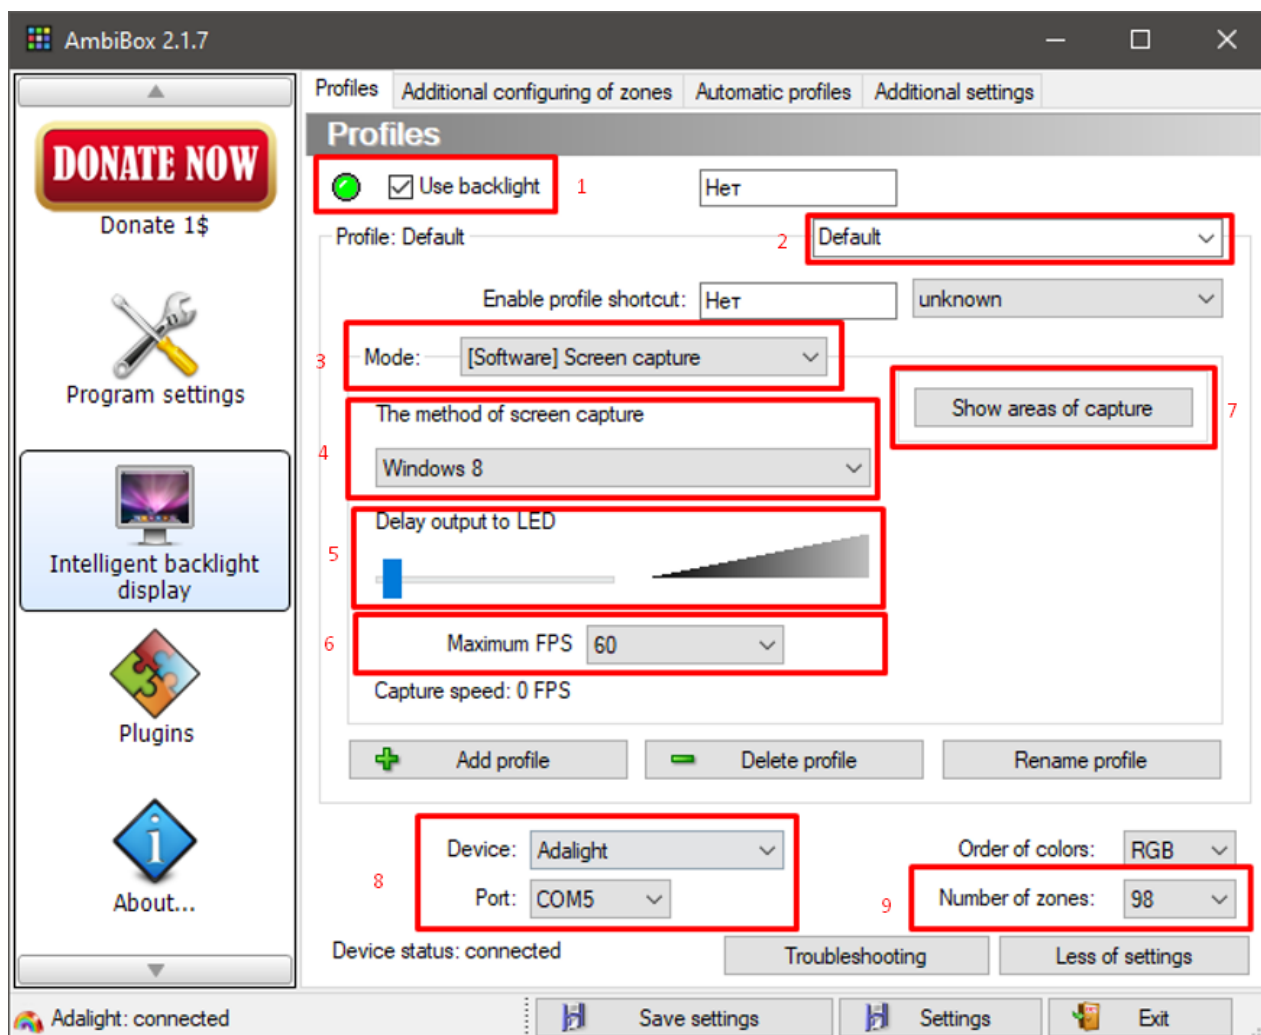 AmbiBox 2.1.7
DONATE NOW
Donate 1$
Program settings
Intelligent backlight
display
Plugins
About...
Profiles
Additional configuring of zones
Automatic profiles
Additional settings
Profiles
Use backlight
1
Нет
Profile: Default
2
Default
Enable profile shortcut:
Нет
unknown
3
Mode:
[Software] Screen capture
The method of screen capture
4
Windows 8
Show areas of capture
7
Delay output to LED
5
6
Maximum FPS
60
Capture speed: 0 FPS
Add profile
Delete profile
Rename profile
8
Device:
Adalight
Port:
COM5
Order of colors:
RGB
9
Number of zones:
98
Device status: connected
Troubleshooting
Less of settings
Adalight: connected
Save settings
Settings
Exit